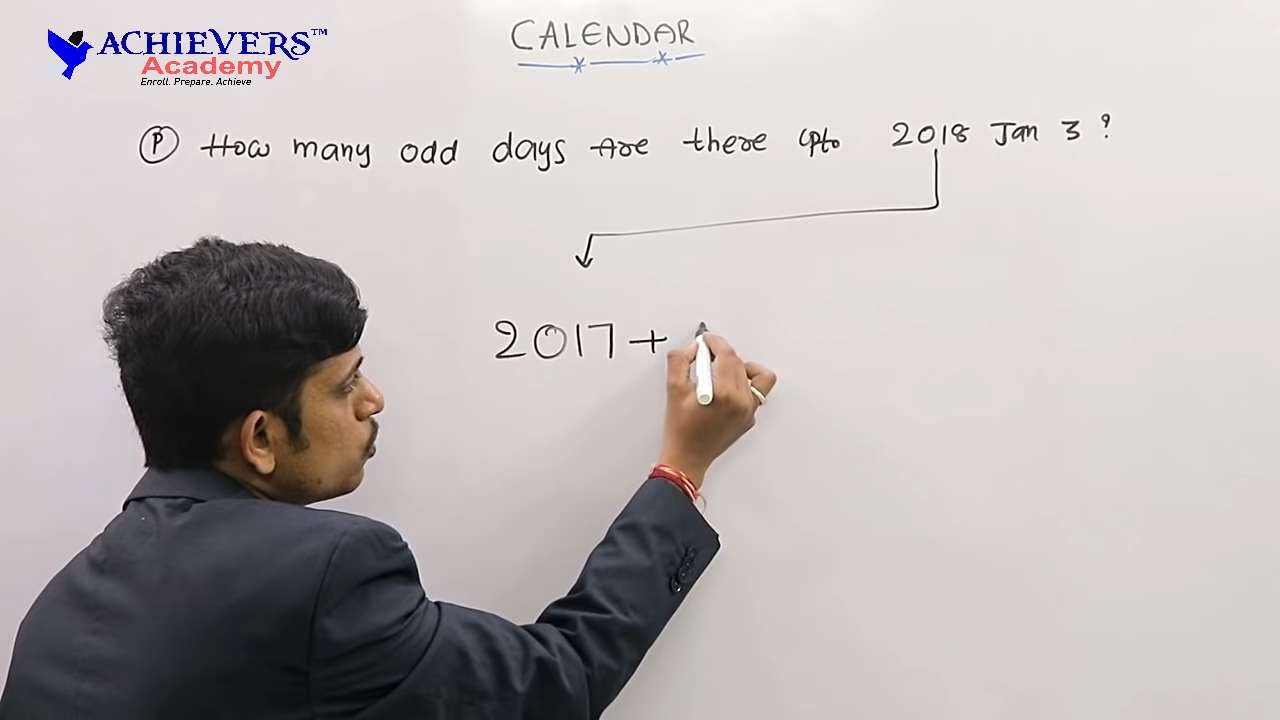 ACHIEVERS™
Academy
Enroll. Prepare. Achieve
CALENDAR
P How many odd days are there upto 2018 Jan 3 ?
2017 +